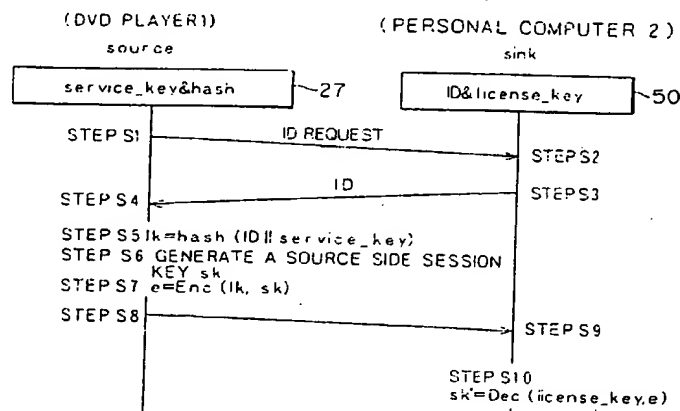 (DVD PLAYER1)
source
(PERSONAL COMPUTER 2)
sink
service_key&hash
27
ID&license_key
50
STEP S1
ID REQUEST
STEP S2
ID
STEP S3
STEP S4
STEP S5 lk=hash (ID || service_key)
STEP S6 GENERATE A SOURCE SIDE SESSION
KEY sk
STEP S7 e=Enc (lk, sk)
STEP S8
STEP S9
STEP S10
sk'=Dec (license_key,e)